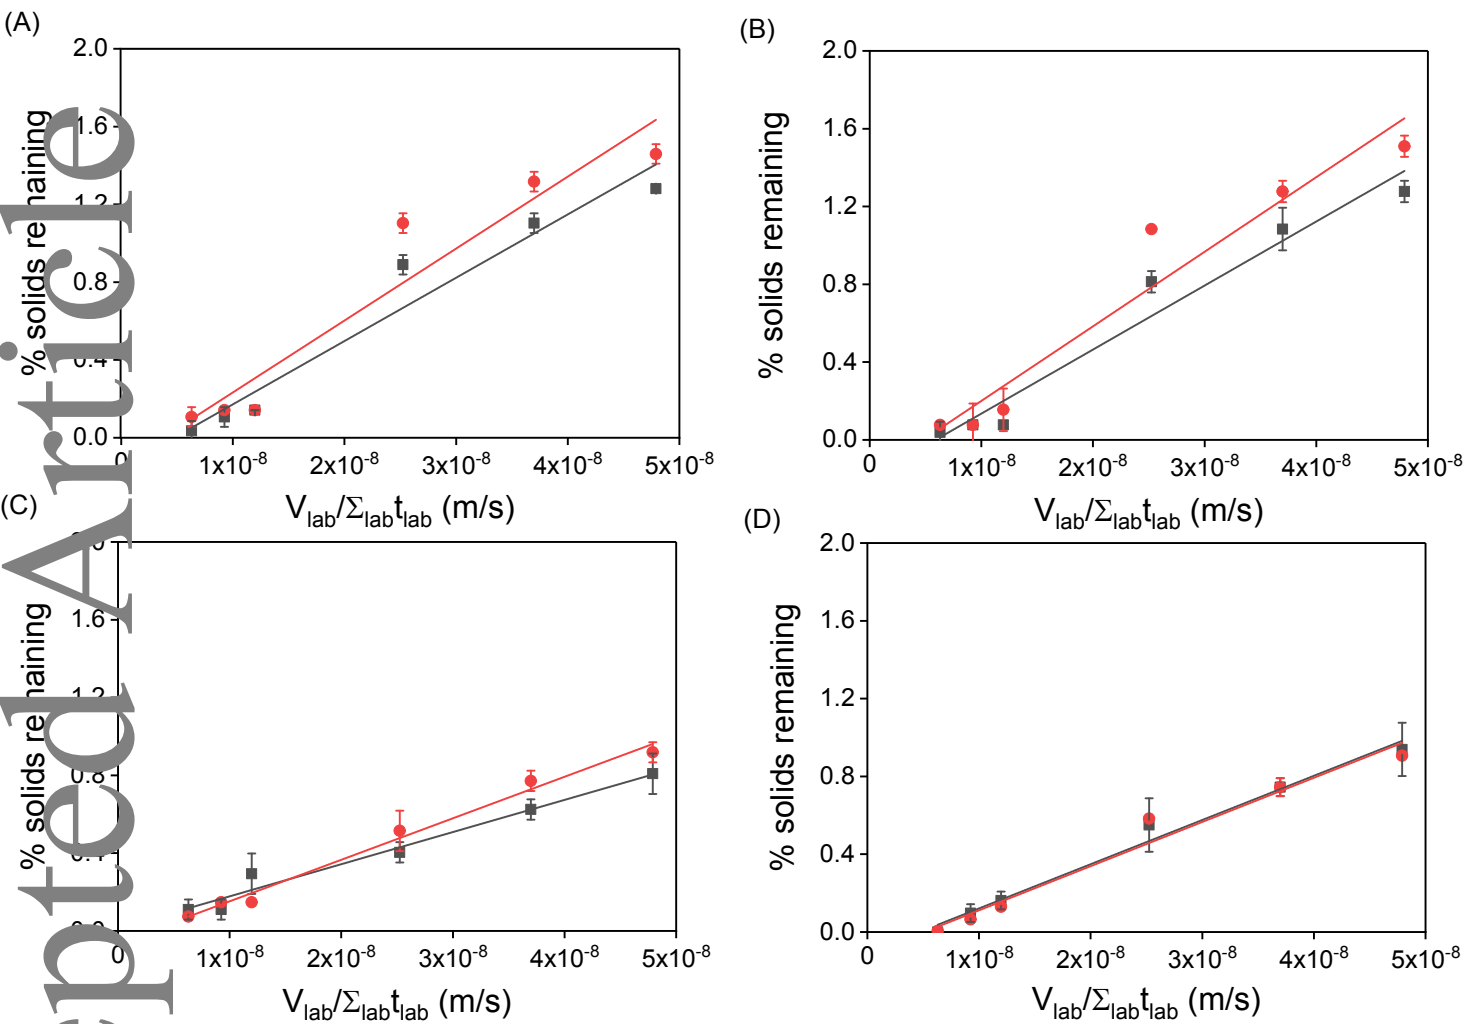 (A)
2.0
1.6
1.2
0.8
0.4
0.0
% solids remaining
0
1x10-8
2x10-8
3x10-8
4x10-8
5x10-8
Vlab/Σlabtlab (m/s)
(B)
2.0
1.6
1.2
0.8
0.4
0.0
% solids remaining
0
1x10-8
2x10-8
3x10-8
4x10-8
5x10-8
Vlab/Σlabtlab (m/s)
(C)
1.6
1.2
0.8
% solids remaining
0
1x10-8
2x10-8
3x10-8
4x10-8
5x10-8
Vlab/Σlabtlab (m/s)
(D)
2.0
1.6
1.2
0.8
0.4
0.0
% solids remaining
0
1x10-8
2x10-8
3x10-8
4x10-8
5x10-8
Vlab/Σlabtlab (m/s)
pted Article